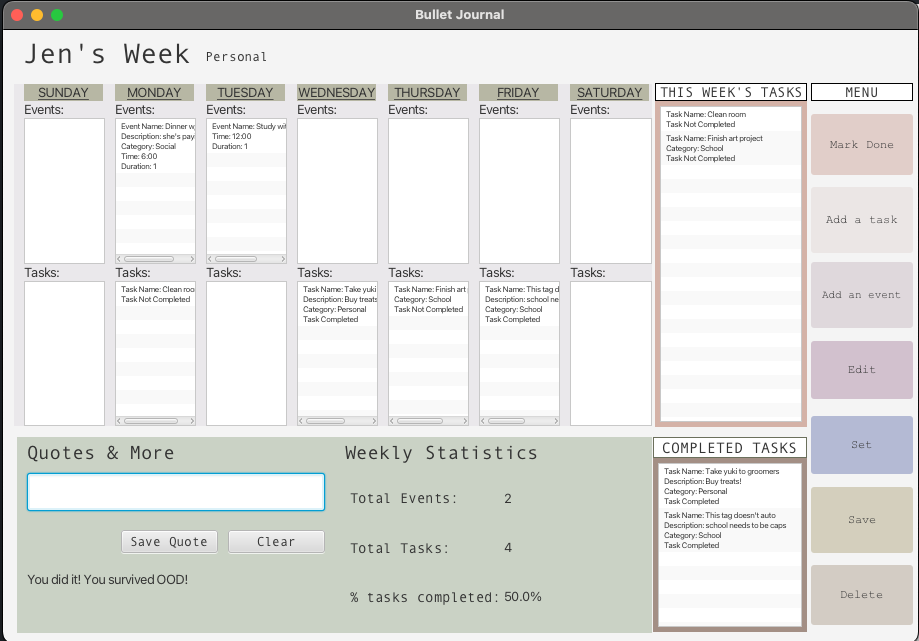 Bullet Journal
Jen's Week Personal
SUNDAY
Events:
Tasks:
MONDAY
Events:
Event Name: Dinner w
Description: she's pay
Category: Social
Time: 6:00
Duration: 1
Tasks:
Task Name: Clean roo
Task Not Completed
TUESDAY
Events:
Event Name: Study wit
Time: 12:00
Duration: 1
Tasks:
WEDNESDAY
Events:
Tasks:
Task Name: Take yuki
Description: Buy treats
Category: Personal
Task Completed
THURSDAY
Events:
Tasks:
Task Name: Finish art
Category: School
Task Not Completed
FRIDAY
Events:
Tasks:
Task Name: This tag d
Description: school ne
Category: School
Task Completed
SATURDAY
Events:
Tasks:
THIS WEEK'S TASKS
Task Name: Clean room
Task Not Completed
Task Name: Finish art project
Category: School
Task Not Completed
MENU
Mark Done
Add a task
Add an event
Edit
Set
Save
Delete
Quotes & More
Save Quote
Clear
You did it! You survived OOD!
Weekly Statistics
Total Events: 2
Total Tasks: 4
% tasks completed: 50.0%
COMPLETED TASKS
Task Name: Take yuki to groomers
Description: Buy treats!
Category: Personal
Task Completed
Task Name: This tag doesn't auto
Description: school needs to be caps
Category: School
Task Completed